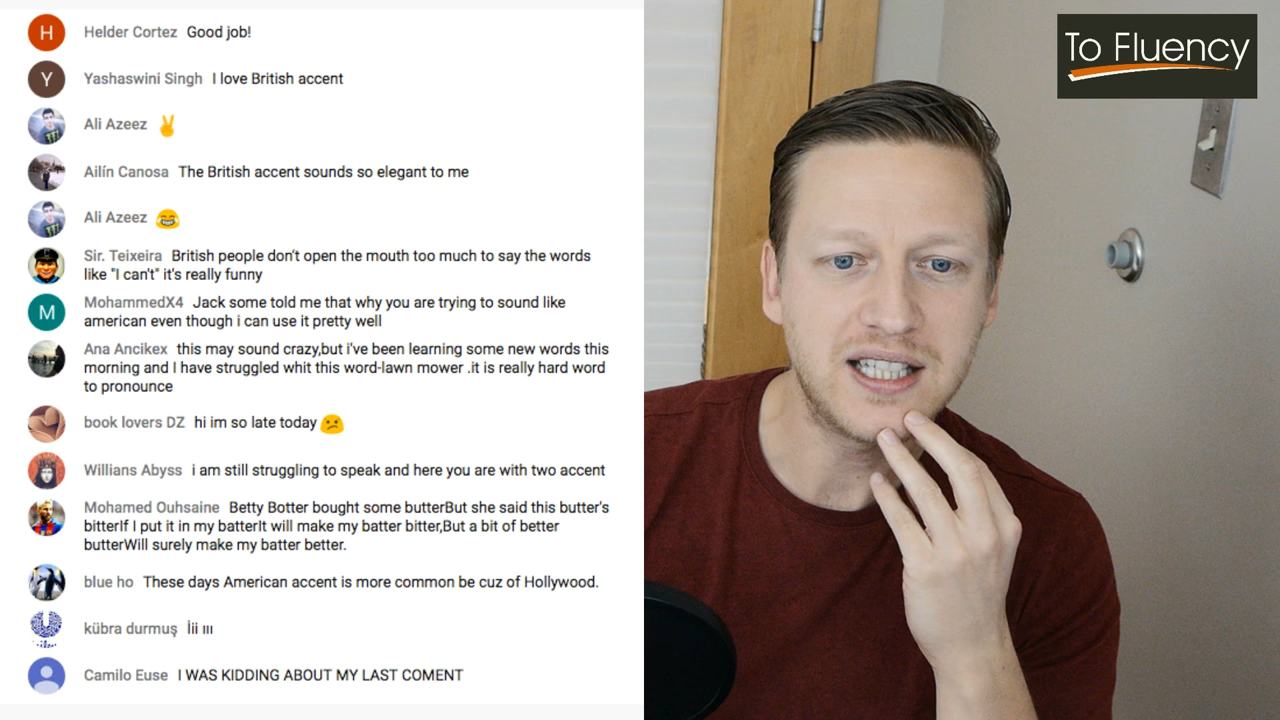 H Helder Cortez Good job!
Y Yashaswini Singh I love British accent
Ali Azeez ✌
Ailín Canosa The British accent sounds so elegant to me
Ali Azeez 😂
Sir. Teixeira British people don't open the mouth too much to say the words
like "I can't" it's really funny
M MohammedX4 Jack some told me that why you are trying to sound like
american even though i can use it pretty well
Ana Ancikex this may sound crazy,but i've been learning some new words this
morning and I have struggled whit this word-lawn mower .it is really hard word
to pronounce
book lovers DZ hi im so late today 😕
Willians Abyss i am still struggling to speak and here you are with two accent
Mohamed Ouhsaine Betty Botter bought some butterBut she said this butter's
bitterIf I put it in my batterIt will make my batter bitter,But a bit of better
butterWill surely make my batter better.
blue ho These days American accent is more common be cuz of Hollywood.
kübra durmuş İii ııı
Camilo Euse I WAS KIDDING ABOUT MY LAST COMENT
To Fluency